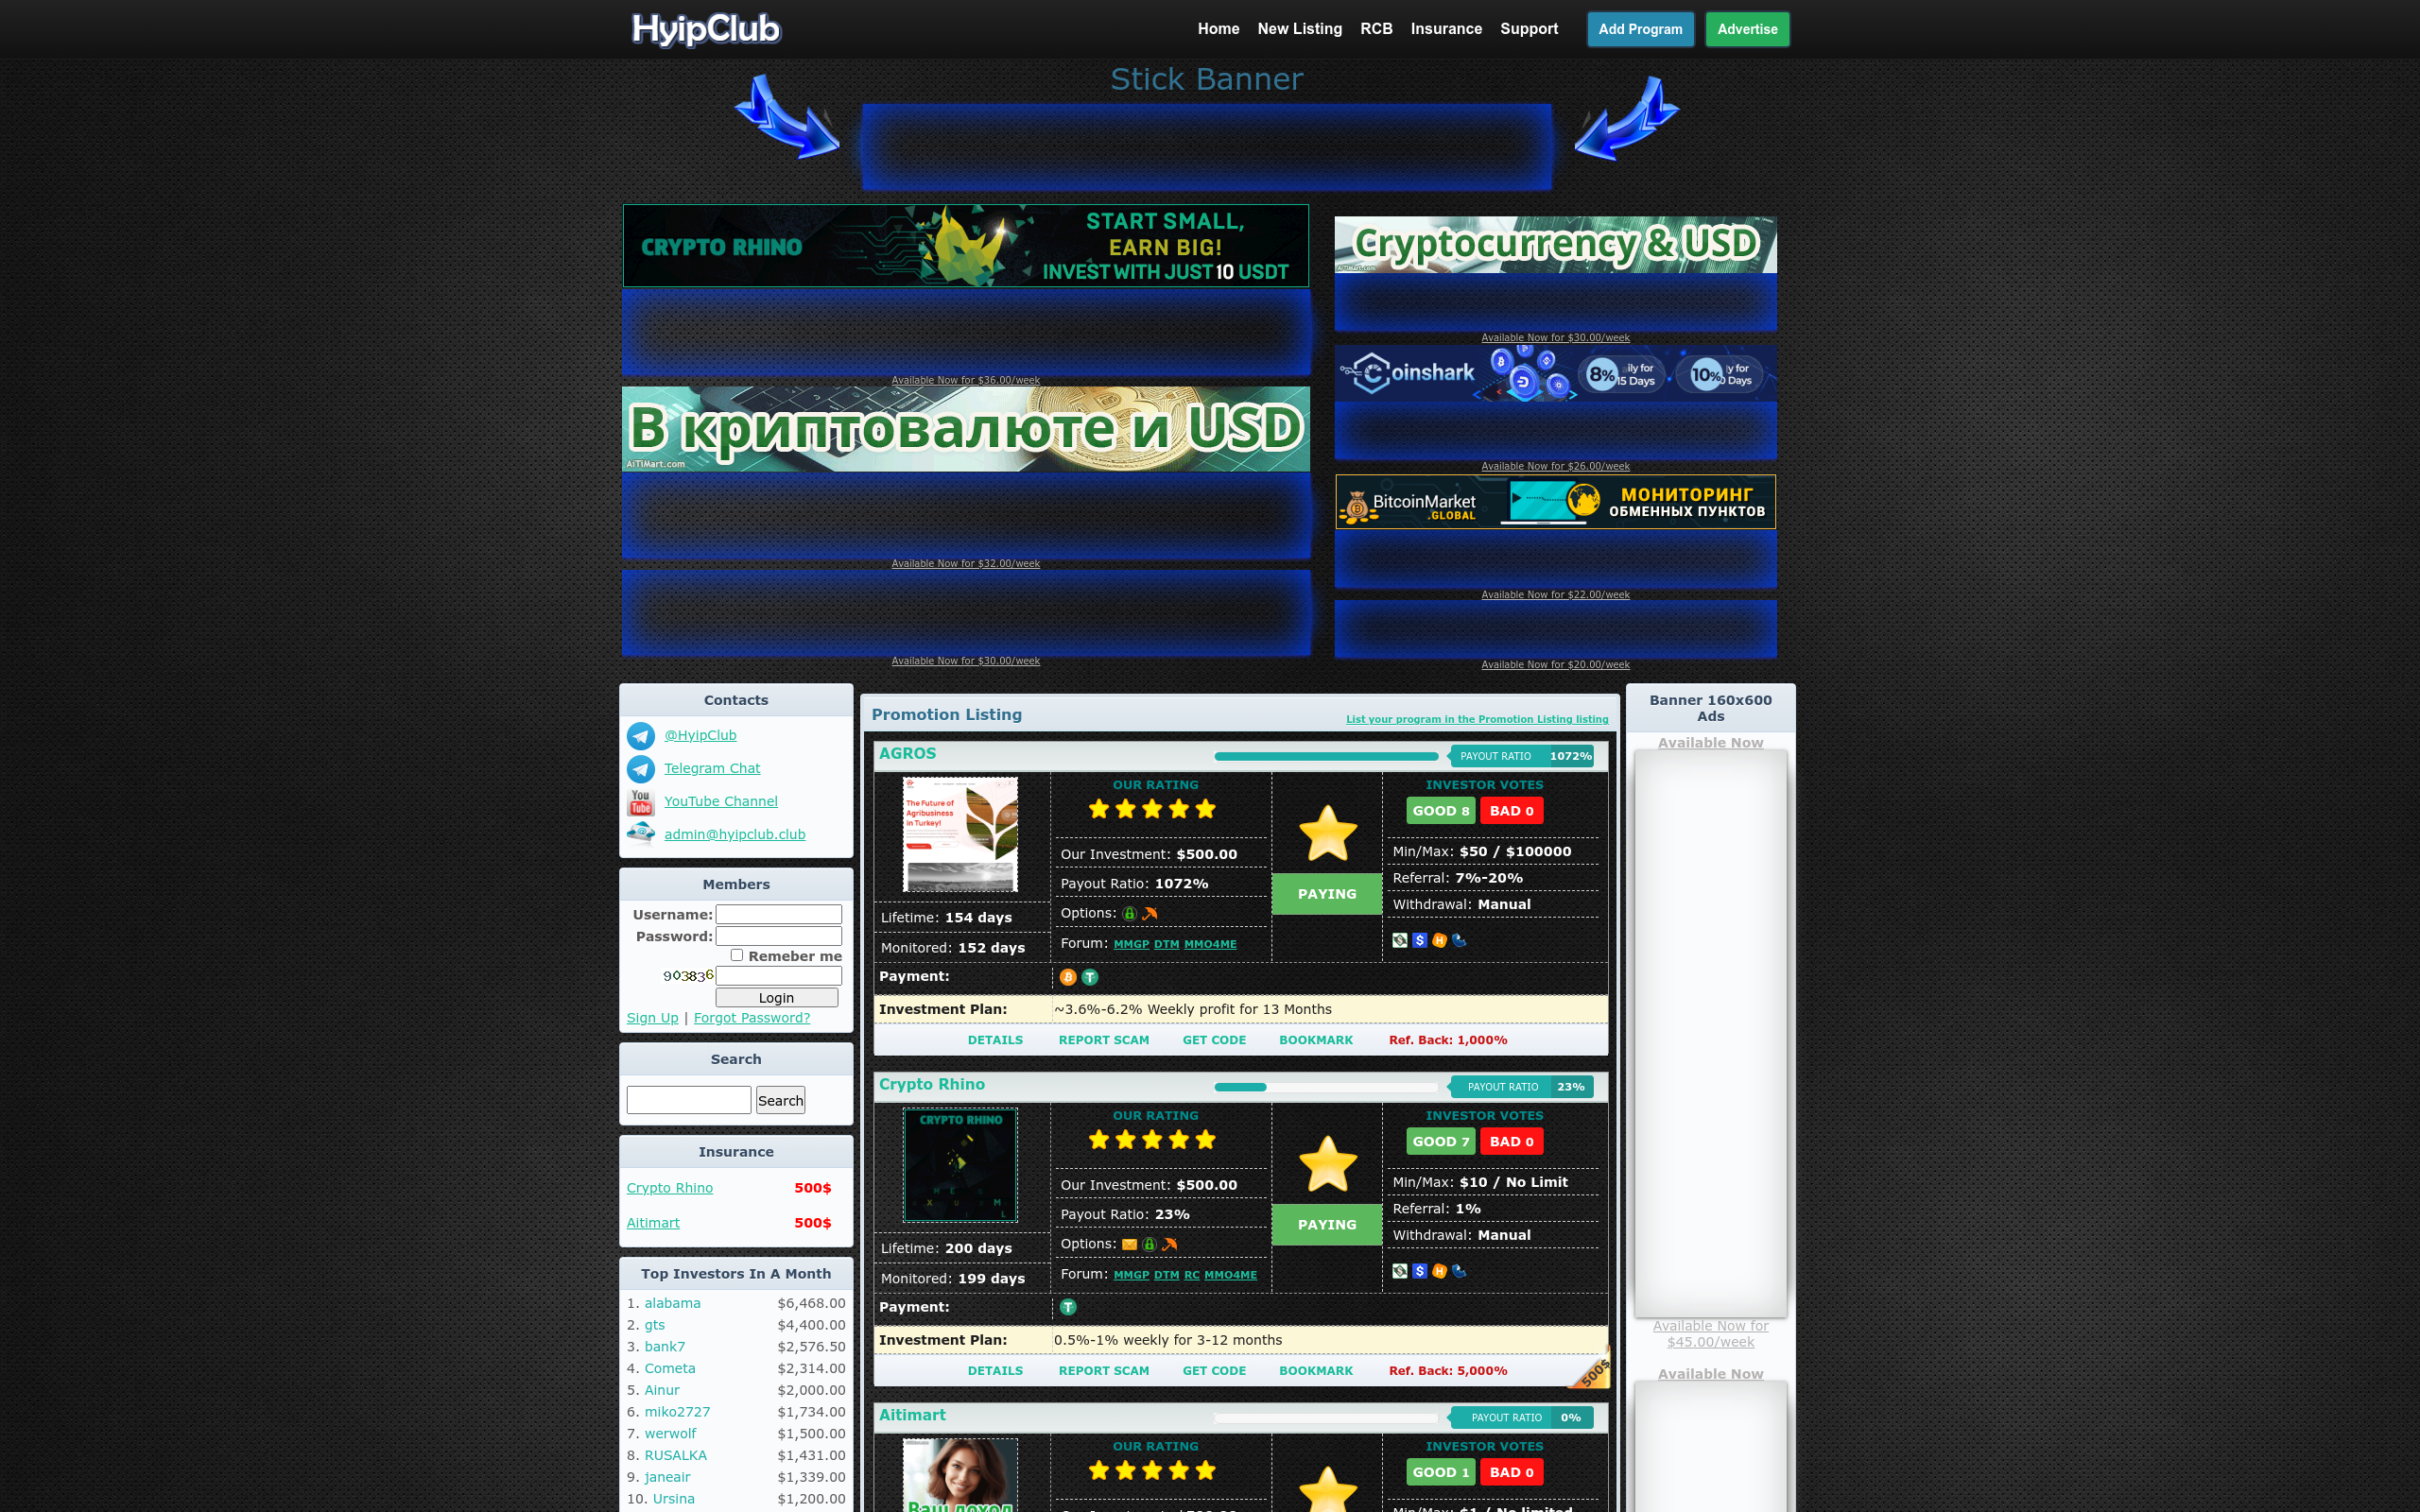 HyipClub
Home New Listing RCB Insurance Support Add Program Advertise
Stick Banner
CRYPTO RHINO
START SMALL,
EARN BIG!
INVEST WITH JUST 10 USDT
Available Now for $36.00/week
В криптовалюте и USD
AiTiMart.com
Available Now for $32.00/week
Available Now for $30.00/week
Cryptocurrency & USD
AiTiMart.com
Available Now for $30.00/week
Coinshark
8% ily for
15 Days
10% y for
Days
Available Now for $26.00/week
BitcoinMarket
.GLOBAL
МОНИТОРИНГ
ОБМЕННЫХ ПУНКТОВ
Available Now for $22.00/week
Available Now for $20.00/week
Contacts
@HyipClub
Telegram Chat
You
Tube
YouTube Channel
admin@hyipclub.club
Members
Username:
Password:
Remeber me
903836
Login
Sign Up | Forgot Password?
Search
Search
Insurance
Crypto Rhino 500$
Aitimart 500$
Top Investors In A Month
1. alabama $6,468.00
2. gts $4,400.00
3. bank7 $2,576.50
4. Cometa $2,314.00
5. Ainur $2,000.00
6. miko2727 $1,734.00
7. werwolf $1,500.00
8. RUSALKA $1,431.00
9. janeair $1,339.00
10. Ursina $1,200.00
Promotion Listing
List your program in the Promotion Listing listing
AGROS
PAYOUT RATIO 1072%
The Future of
Agribusiness
in Turkey!
Lifetime: 154 days
Monitored: 152 days
OUR RATING
Our Investment: $500.00
Payout Ratio: 1072%
Options:
Forum: MMGP DTM MMO4ME
PAYING
INVESTOR VOTES
GOOD 8 BAD 0
Min/Max: $50 / $100000
Referral: 7%-20%
Withdrawal: Manual
Payment:
Investment Plan: ~3.6%-6.2% Weekly profit for 13 Months
DETAILS REPORT SCAM GET CODE BOOKMARK Ref. Back: 1,000%
Crypto Rhino
PAYOUT RATIO 23%
CRYPTO RHINO
Lifetime: 200 days
Monitored: 199 days
OUR RATING
Our Investment: $500.00
Payout Ratio: 23%
Options:
Forum: MMGP DTM RC MMO4ME
PAYING
INVESTOR VOTES
GOOD 7 BAD 0
Min/Max: $10 / No Limit
Referral: 1%
Withdrawal: Manual
Payment:
Investment Plan: 0.5%-1% weekly for 3-12 months
DETAILS REPORT SCAM GET CODE BOOKMARK Ref. Back: 5,000%
500$
Aitimart
PAYOUT RATIO 0%
Ваш доход
OUR RATING
INVESTOR VOTES
GOOD 1 BAD 0
Min/Max: $1 / No limited
Banner 160x600
Ads
Available Now
Available Now for
$45.00/week
Available Now